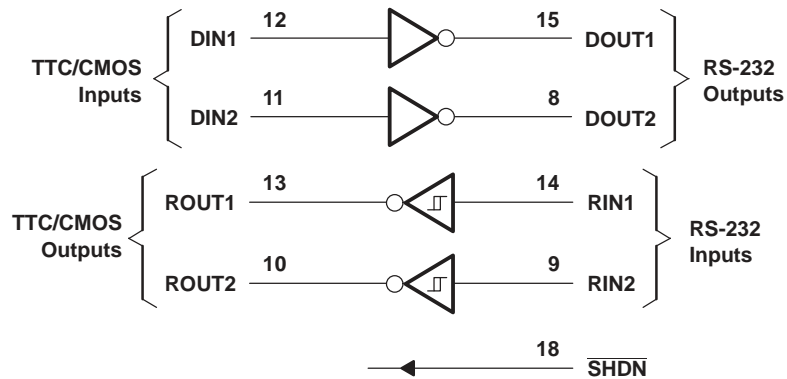 12 15
DIN1 DOUT1
TTC/CMOS
Inputs
RS-232
Outputs
11 8
DIN2 DOUT2
13 14
ROUT1 RIN1
TTC/CMOS
Outputs
RS-232
Inputs
10 9
ROUT2 RIN2
18
SHDN